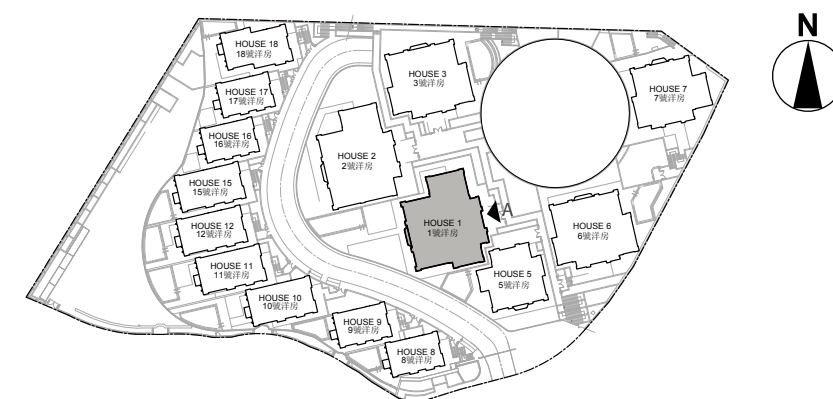 N
HOUSE 18
18號洋房
HOUSE 17
17號洋房
HOUSE 16
16號洋房
HOUSE 15
15號洋房
HOUSE 12
12號洋房
HOUSE 11
11號洋房
HOUSE 10
10號洋房
HOUSE 9
9號洋房
HOUSE 8
8號洋房
HOUSE 3
3號洋房
HOUSE 2
2號洋房
HOUSE 1
1號洋房
A
HOUSE 5
5號洋房
HOUSE 6
6號洋房
HOUSE 7
7號洋房